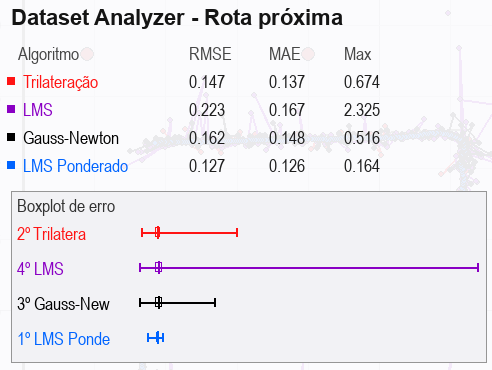 Dataset Analyzer - Rota próxima
Algoritmo RMSE MAE Max
Trilateração 0.147 0.137 0.674
LMS 0.223 0.167 2.325
Gauss-Newton 0.162 0.148 0.516
LMS Ponderado 0.127 0.126 0.164
Boxplot de erro
2º Trilatera
4º LMS
3º Gauss-New
1º LMS Ponde